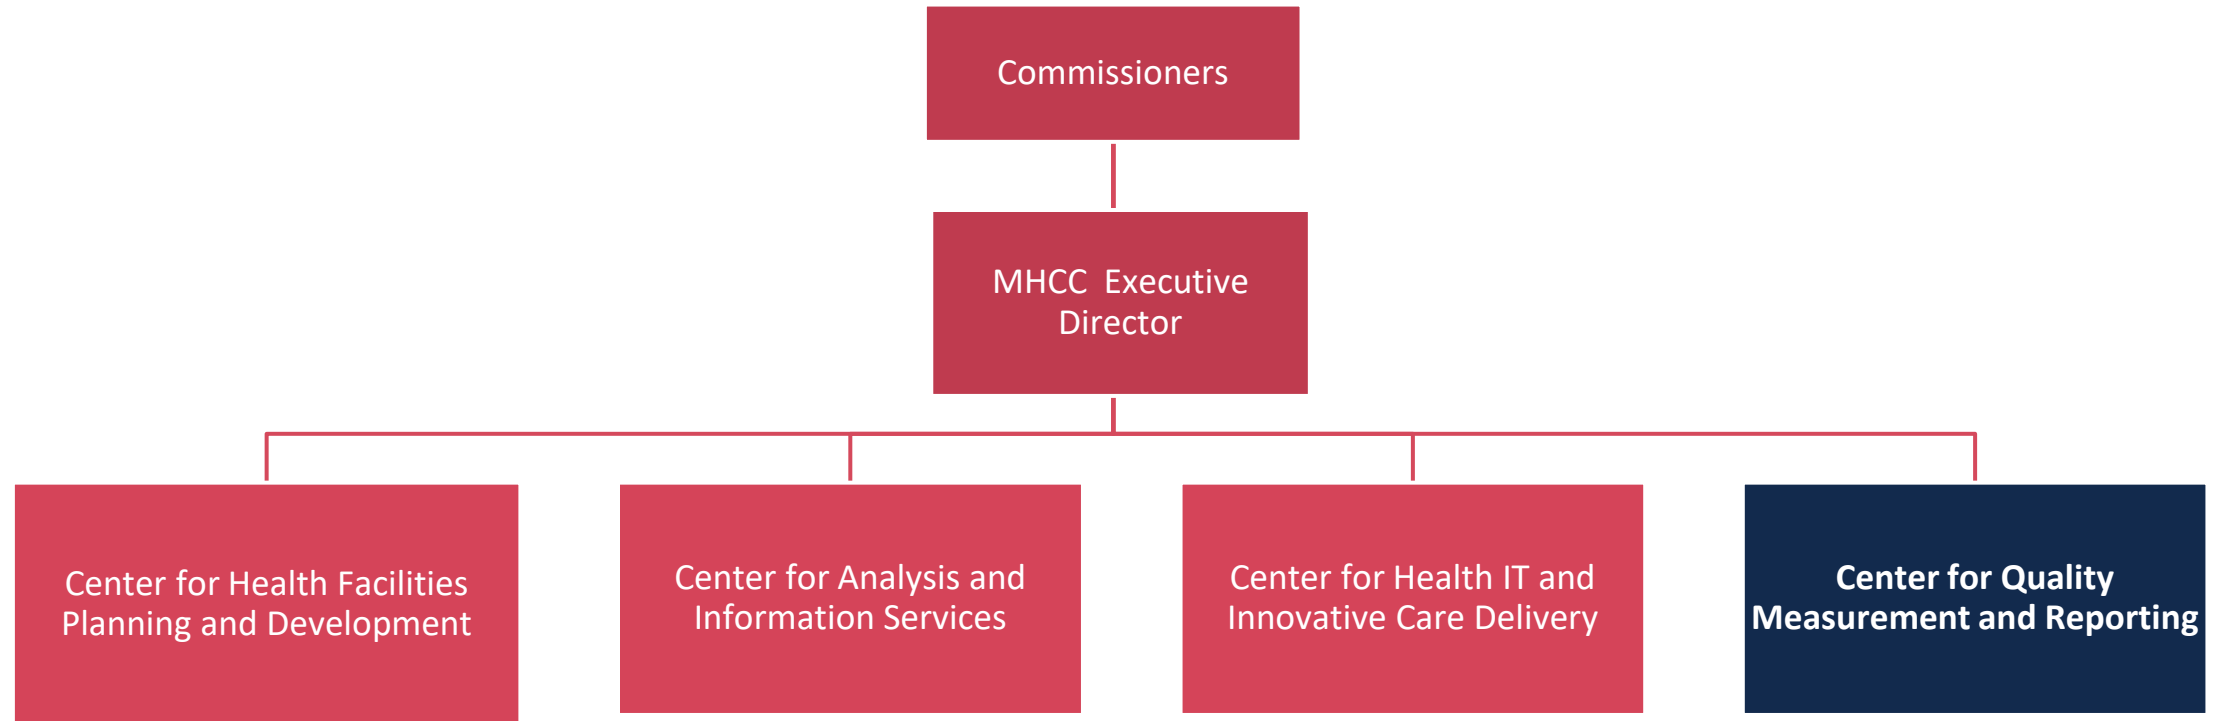 Commissioners
MHCC  Executive
Director
Center for Health Facilities
Planning and Development
Center for Analysis and
Information Services
Center for Health IT and
Innovative Care Delivery
Center for Quality
Measurement and Reporting